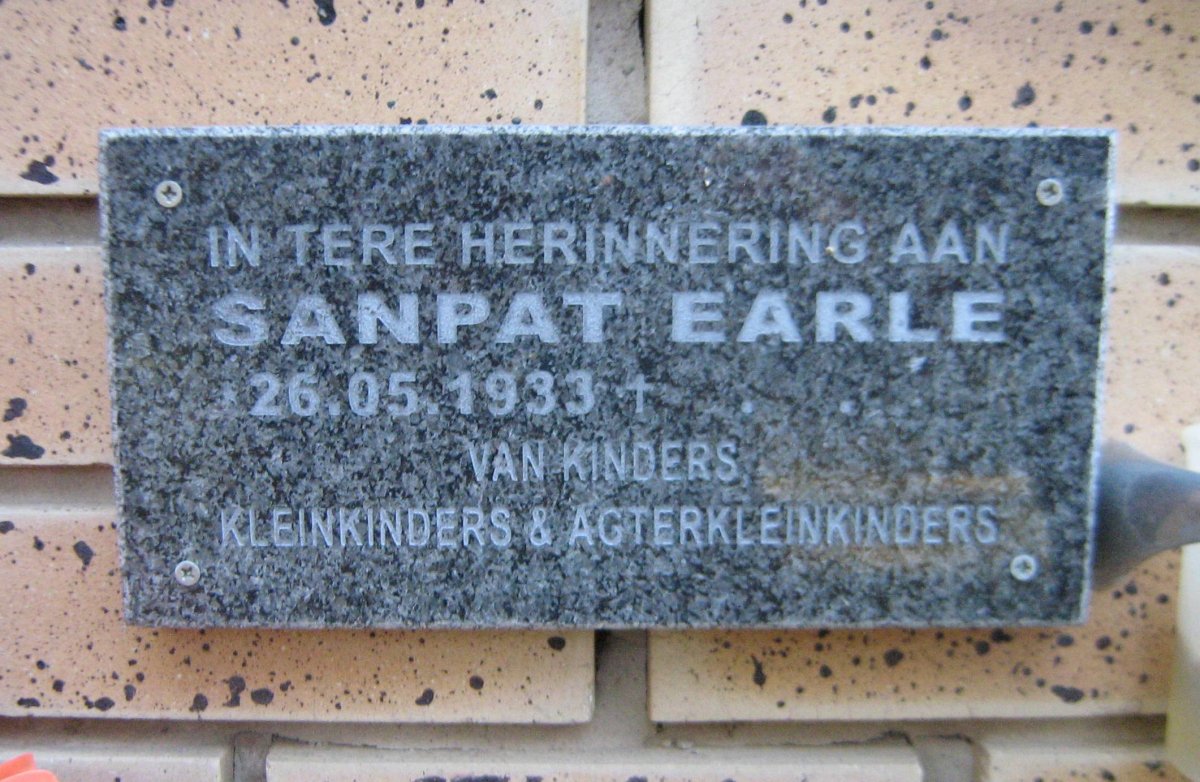 IN TERE HERINNERING AAN
SANPAT EARLE
* 26.05.1933 † . .
VAN KINDERS
KLEINKINDERS & AGTERKLEINKINDERS